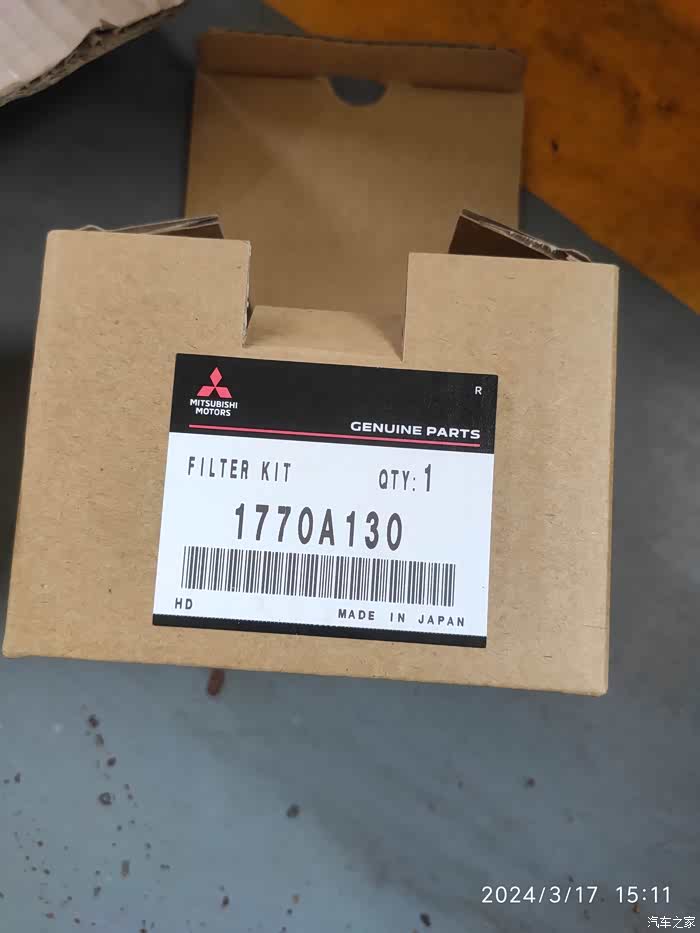 R
MITSUBISHI
MOTORS
GENUINE PARTS
FILTER KIT QTY: 1
1770A130
HD MADE IN JAPAN
2024/3/17 15:11
汽车之家